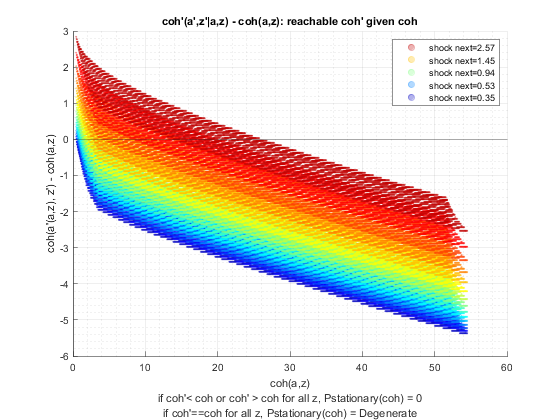 coh'(a',z'|a,z) - coh(a,z): reachable coh' given coh
3
2
1
0
-1
-2
-3
-4
-5
-6
coh(a'(a,z), z') - coh(a,z)
shock next=2.57
shock next=1.45
shock next=0.94
shock next=0.53
shock next=0.35
0 10 20 30 40 50 60
coh(a,z)
if coh'< coh or coh' > coh for all z, Pstationary(coh) = 0
if coh'==coh for all z, Pstationary(coh) = Degenerate